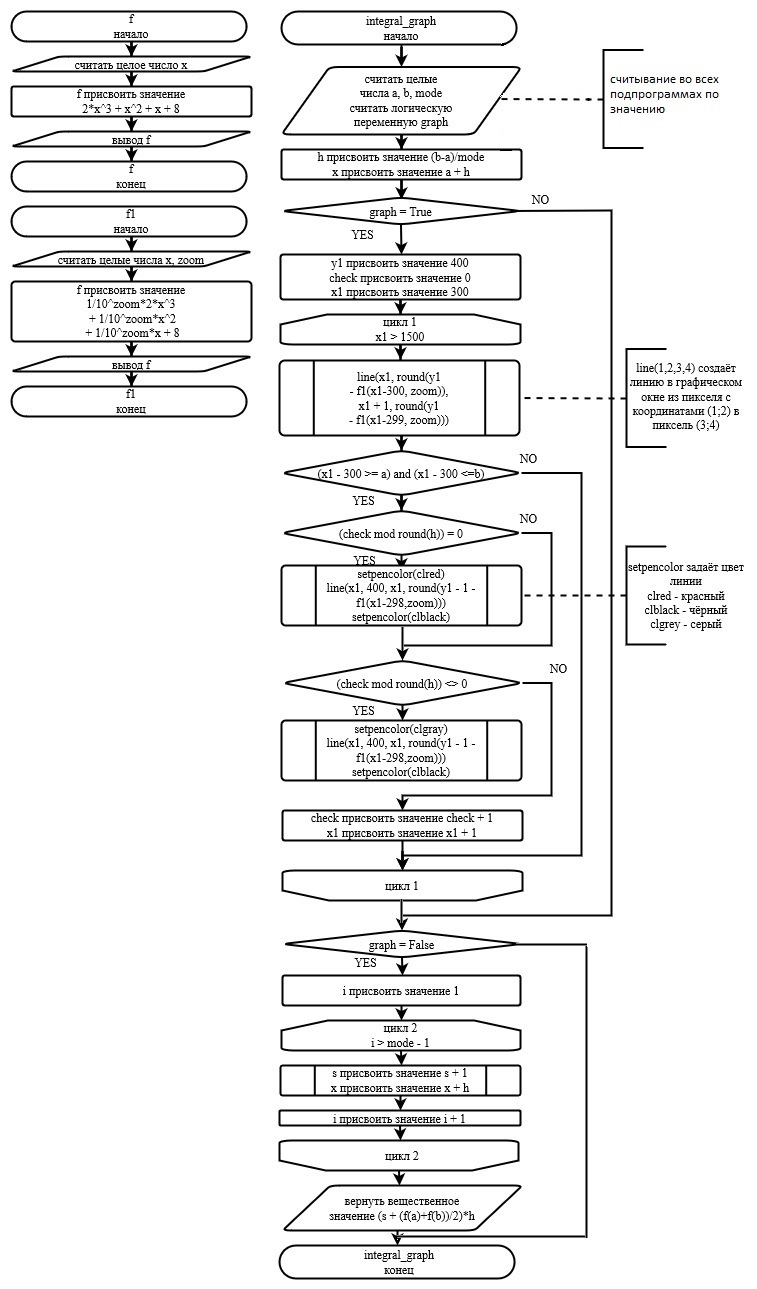 f
начало
считать целое число x
f присвоить значение
2*x^3 + x^2 + x + 8
вывод f
f
конец
f1
начало
считать целые числа x, zoom
f присвоить значение
1/10^zoom*2*x^3
+ 1/10^zoom*x^2
+ 1/10^zoom*x + 8
вывод f
f1
конец
integral_graph
начало
считать целые
числа a, b, mode
считать логическую
переменную graph
считывание во всех
подпрограммах по
значению
h присвоить значение (b-a)/mode
x присвоить значение a + h
graph = True
NO
YES
y1 присвоить значение 400
check присвоить значение 0
x1 присвоить значение 300
цикл 1
x1 > 1500
line(x1, round(y1
- f1(x1-300, zoom)),
x1 + 1, round(y1
- f1(x1-299, zoom)))
line(1,2,3,4) создаёт
линию в графическом
окне из пикселя с
координатами (1;2) в
пиксель (3;4)
(x1 - 300 >= a) and (x1 - 300 <=b)
NO
YES
(check mod round(h)) = 0
NO
YES
setpencolor(clred)
line(x1, 400, x1, round(y1 - 1 -
f1(x1-298,zoom)))
setpencolor(clblack)
setpencolor задаёт цвет
линии
clred - красный
clblack - чёрный
clgrey - серый
(check mod round(h)) <> 0
NO
YES
setpencolor(clgray)
line(x1, 400, x1, round(y1 - 1 -
f1(x1-298,zoom)))
setpencolor(clblack)
check присвоить значение check + 1
x1 присвоить значение x1 + 1
цикл 1
graph = False
YES
i присвоить значение 1
цикл 2
i > mode - 1
s присвоить значение s + 1
x присвоить значение x + h
i присвоить значение i + 1
цикл 2
вернуть вещественное
значение (s + (f(a)+f(b))/2)*h
integral_graph
конец